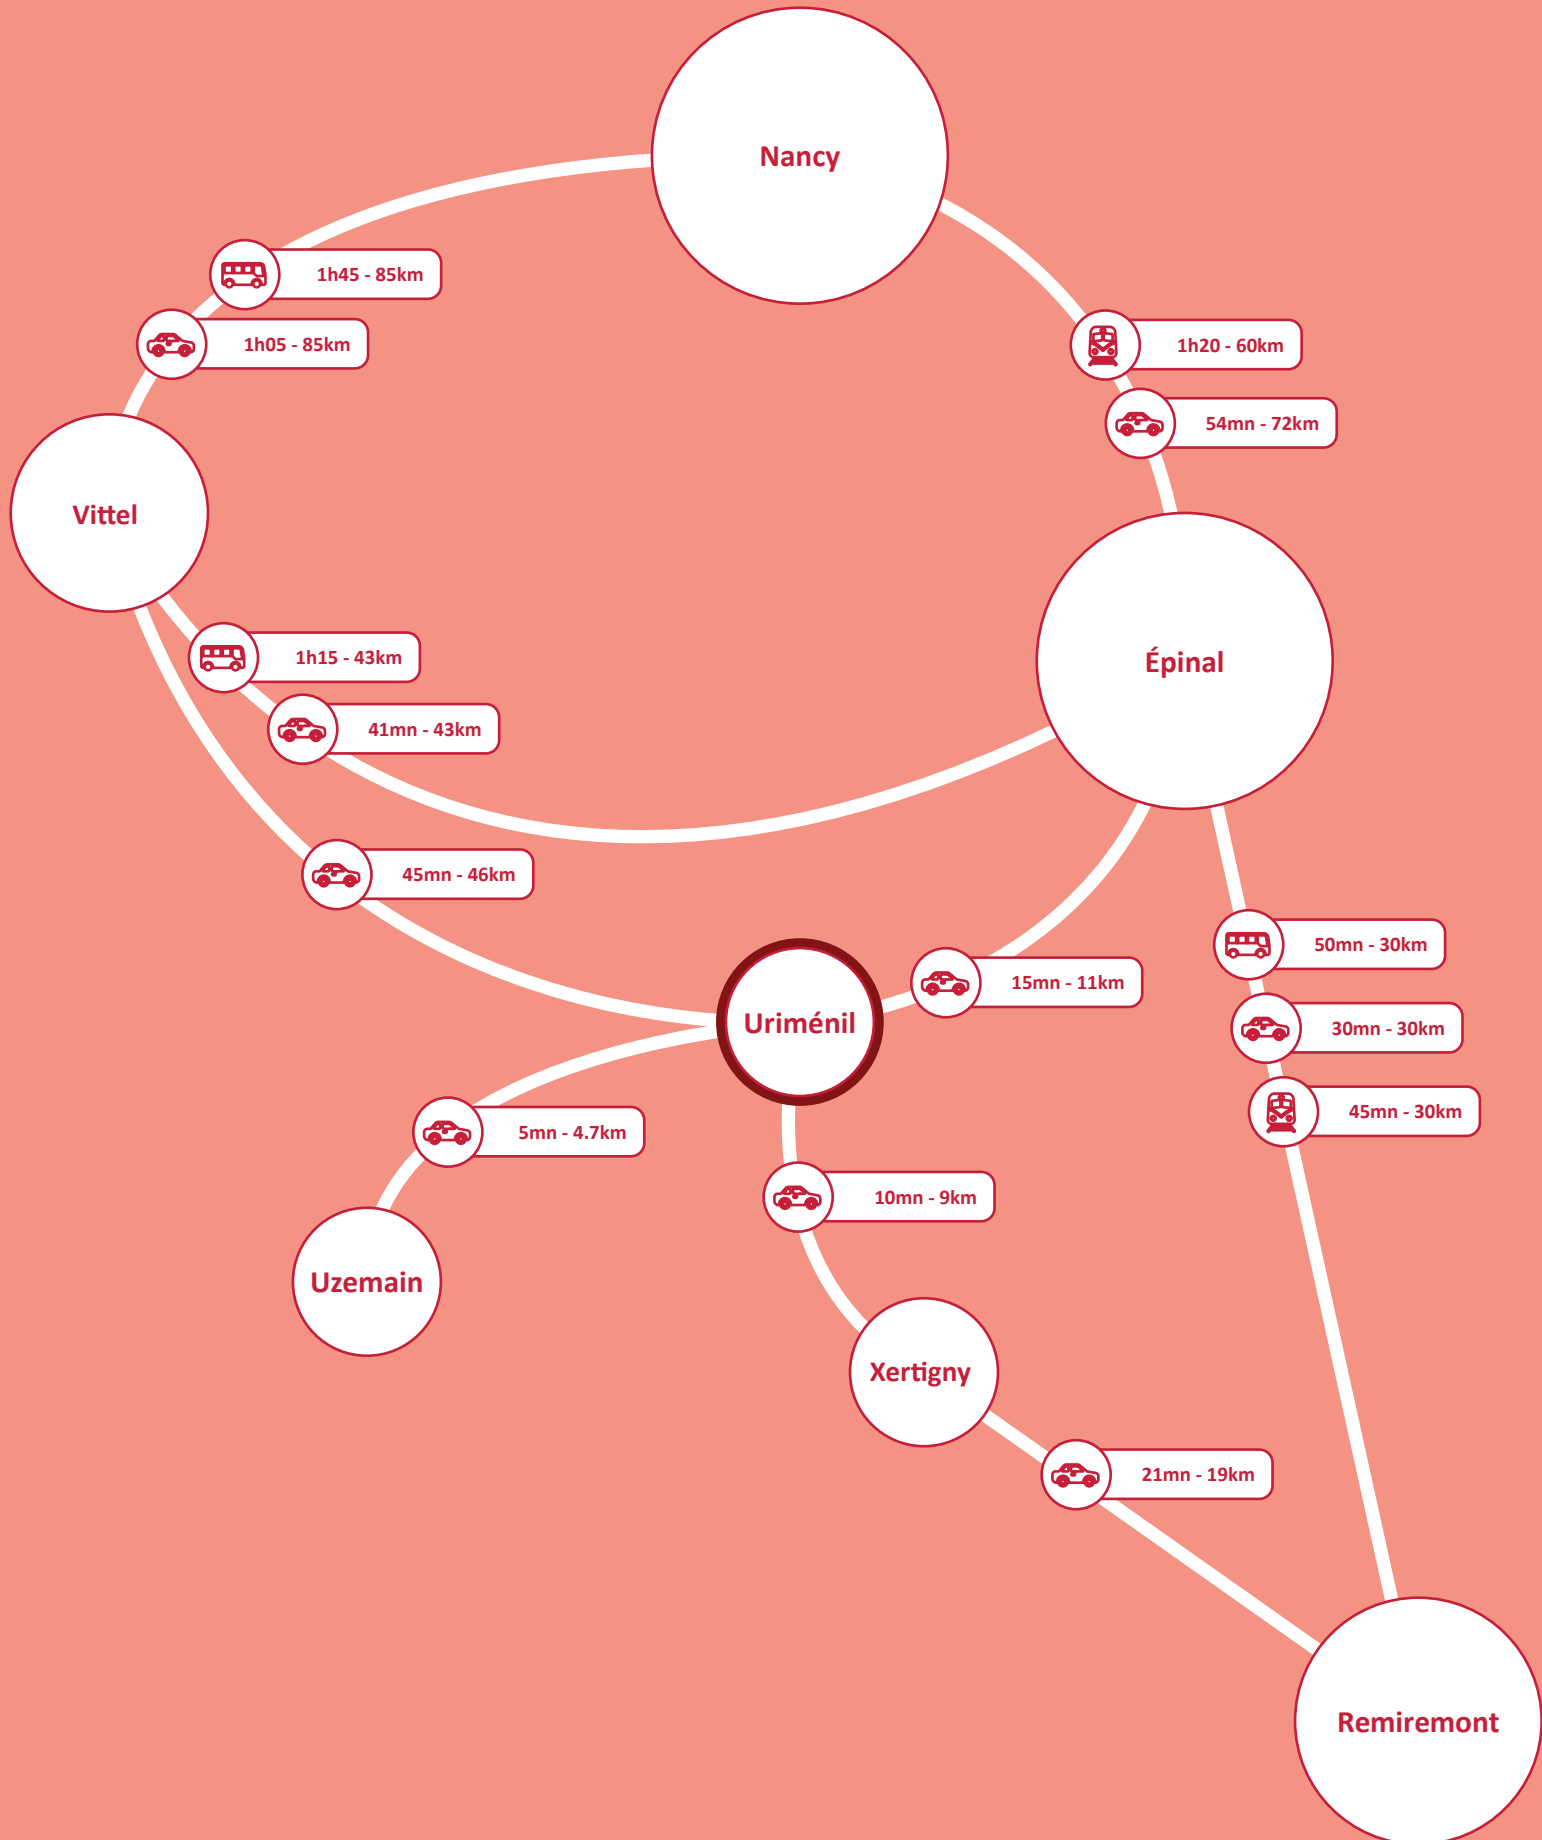 Nancy
1h45 - 85km
1h05 - 85km
1h20 - 60km
54mn - 72km
Vittel
Épinal
1h15 - 43km
41mn - 43km
45mn - 46km
50mn - 30km
15mn - 11km
Uriménil
30mn - 30km
45mn - 30km
5mn - 4.7km
10mn - 9km
Uzemain
Xertigny
21mn - 19km
Remiremont